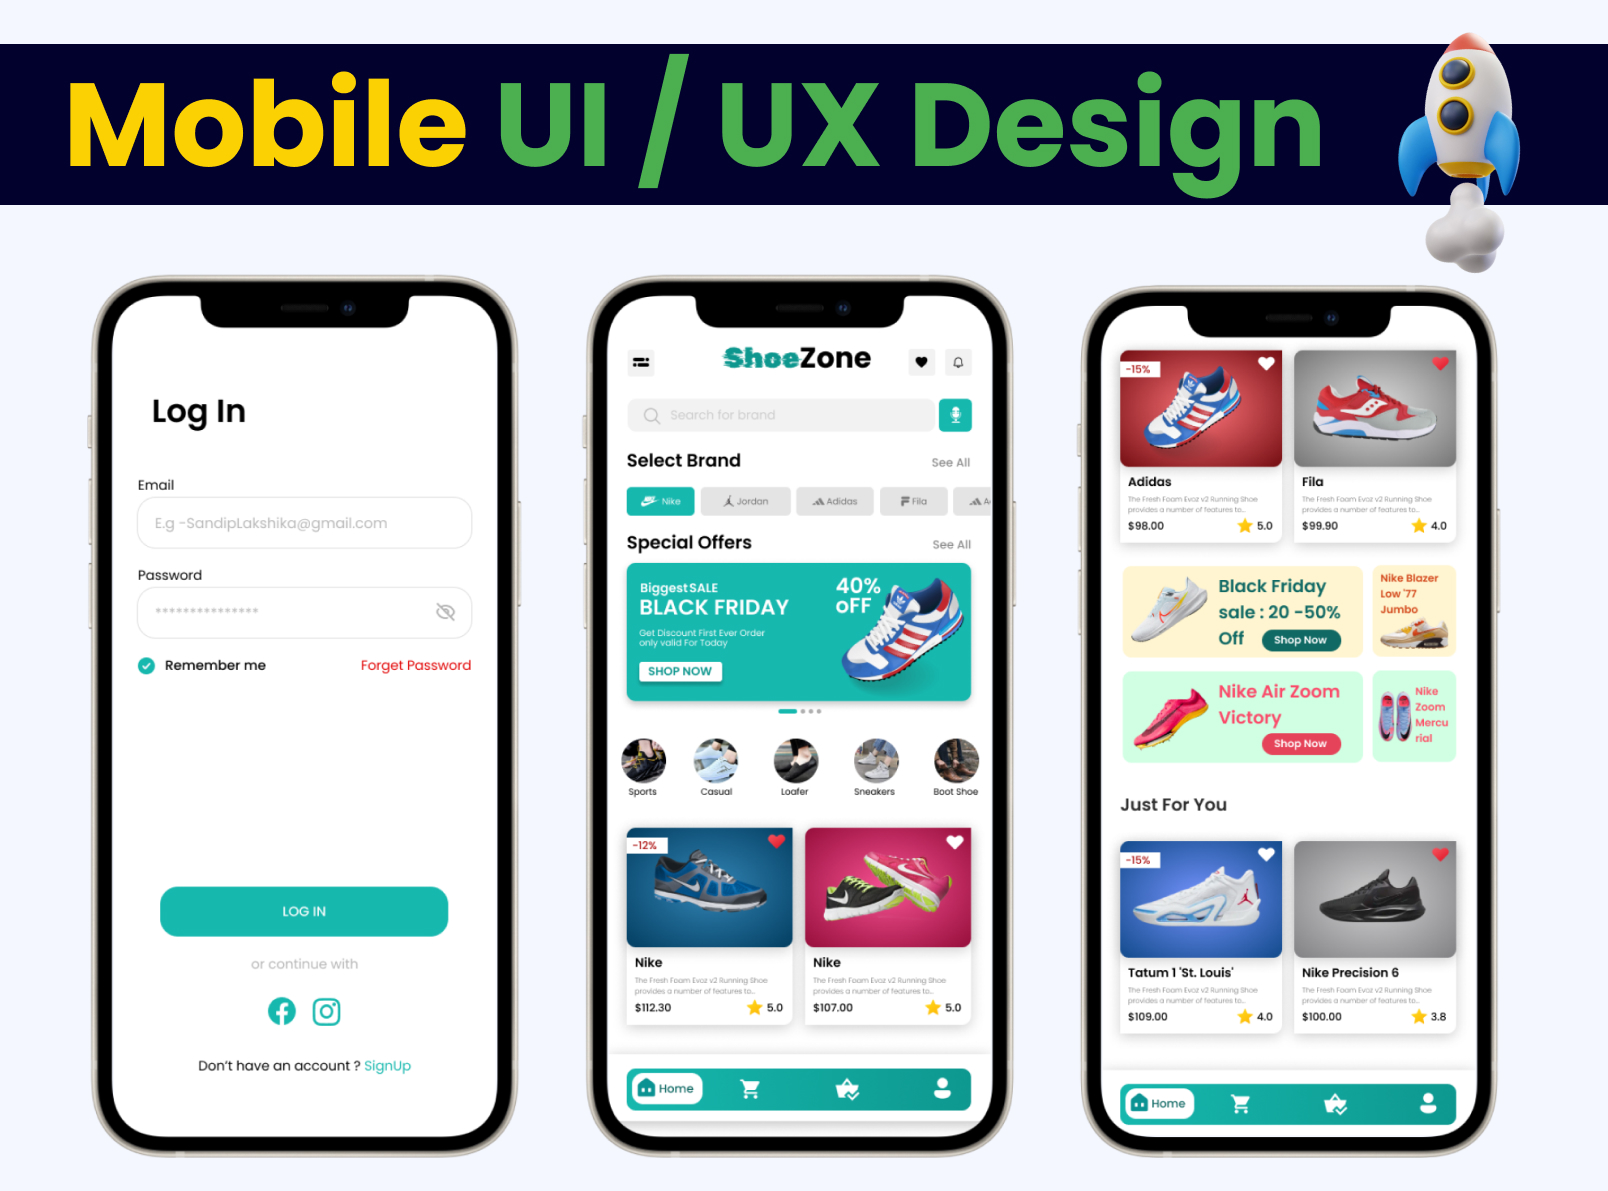 Mobile UI / UX Design
Log In
Email
E.g -SandipLakshika@gmail.com
Password
***************
Remember me
Forget Password
LOG IN
or continue with
Don't have an account ? SignUp
ShoeZone
Search for brand
Select Brand
See All
Nike
Jordan
Adidas
Fila
A
Special Offers
See All
Biggest SALE
BLACK FRIDAY
40%
oFF
Get Discount First Ever Order
only valid For Today
SHOP NOW
Sports
Casual
Loafer
Sneakers
Boot Shoe
-12%
Nike
The Fresh Foam Evoz v2 Running Shoe
provides a number of features to..
$112.30
5.0
Nike
The Fresh Foam Evoz v2 Running Shoe
provides a number of features to..
$107.00
5.0
Home
-15%
Adidas
The Fresh Foam Evoz v2 Running Shoe
provides a number of features to..
$98.00
5.0
Fila
The Fresh Foam Evoz v2 Running Shoe
provides a number of features to..
$99.90
4.0
Black Friday
sale : 20 -50%
Off
Shop Now
Nike Blazer
Low '77
Jumbo
Nike Air Zoom
Victory
Shop Now
Nike
Zoom
Mercu
rial
Just For You
-15%
Tatum 1 'St. Louis'
The Fresh Foam Evoz v2 Running Shoe
provides a number of features to..
$109.00
4.0
Nike Precision 6
The Fresh Foam Evoz v2 Running Shoe
provides a number of features to..
$100.00
3.8
Home